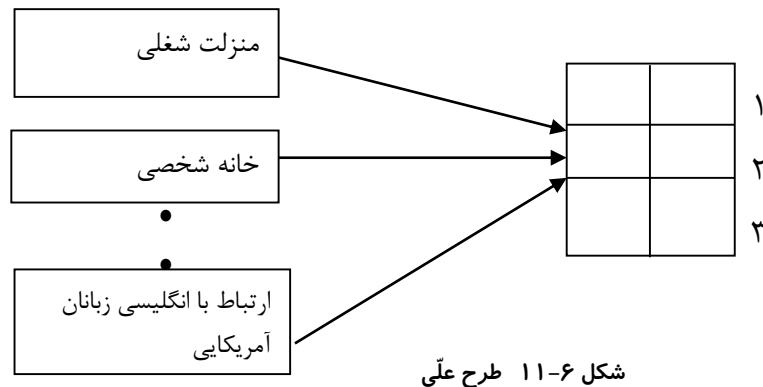 منزلت شغلی
خانه شخصی
ارتباط با انگلیسی زبانان
آمریکایی
۱
۲
۳
شکل ۶-۱۱ طرح علّی